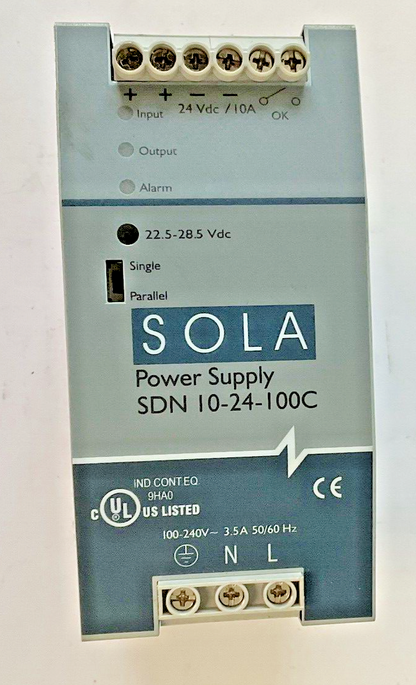 + + – –
24 Vdc / 10A
OK
Input
Output
Alarm
22.5-28.5 Vdc
Single
Parallel
SOLA
Power Supply
SDN 10-24-100C
IND CONT.EQ.
9HA0
C UL US LISTED
CE
100-240V~ 3.5A 50/60 Hz
N L